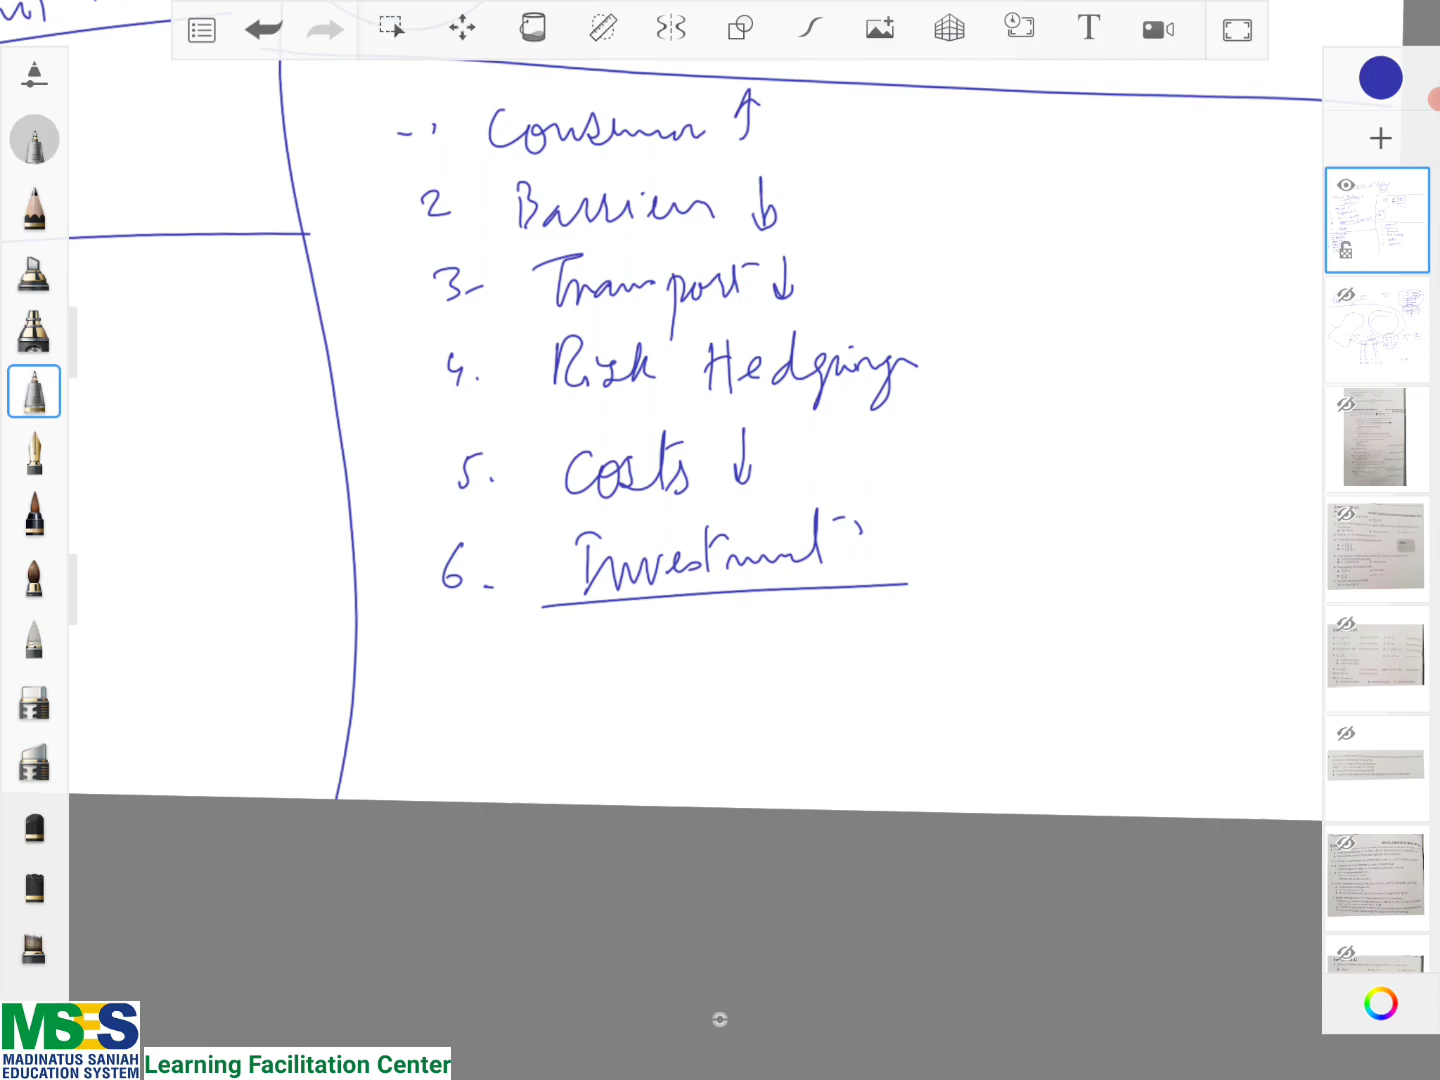 -' Consumer ↑
2 Barriers ↓
3- Transport ↓
4. Risk Hedging
5. Costs ↓
6. Investment
MSES
MADINATUS SANIAH
EDUCATION SYSTEM
Learning Facilitation Center
T